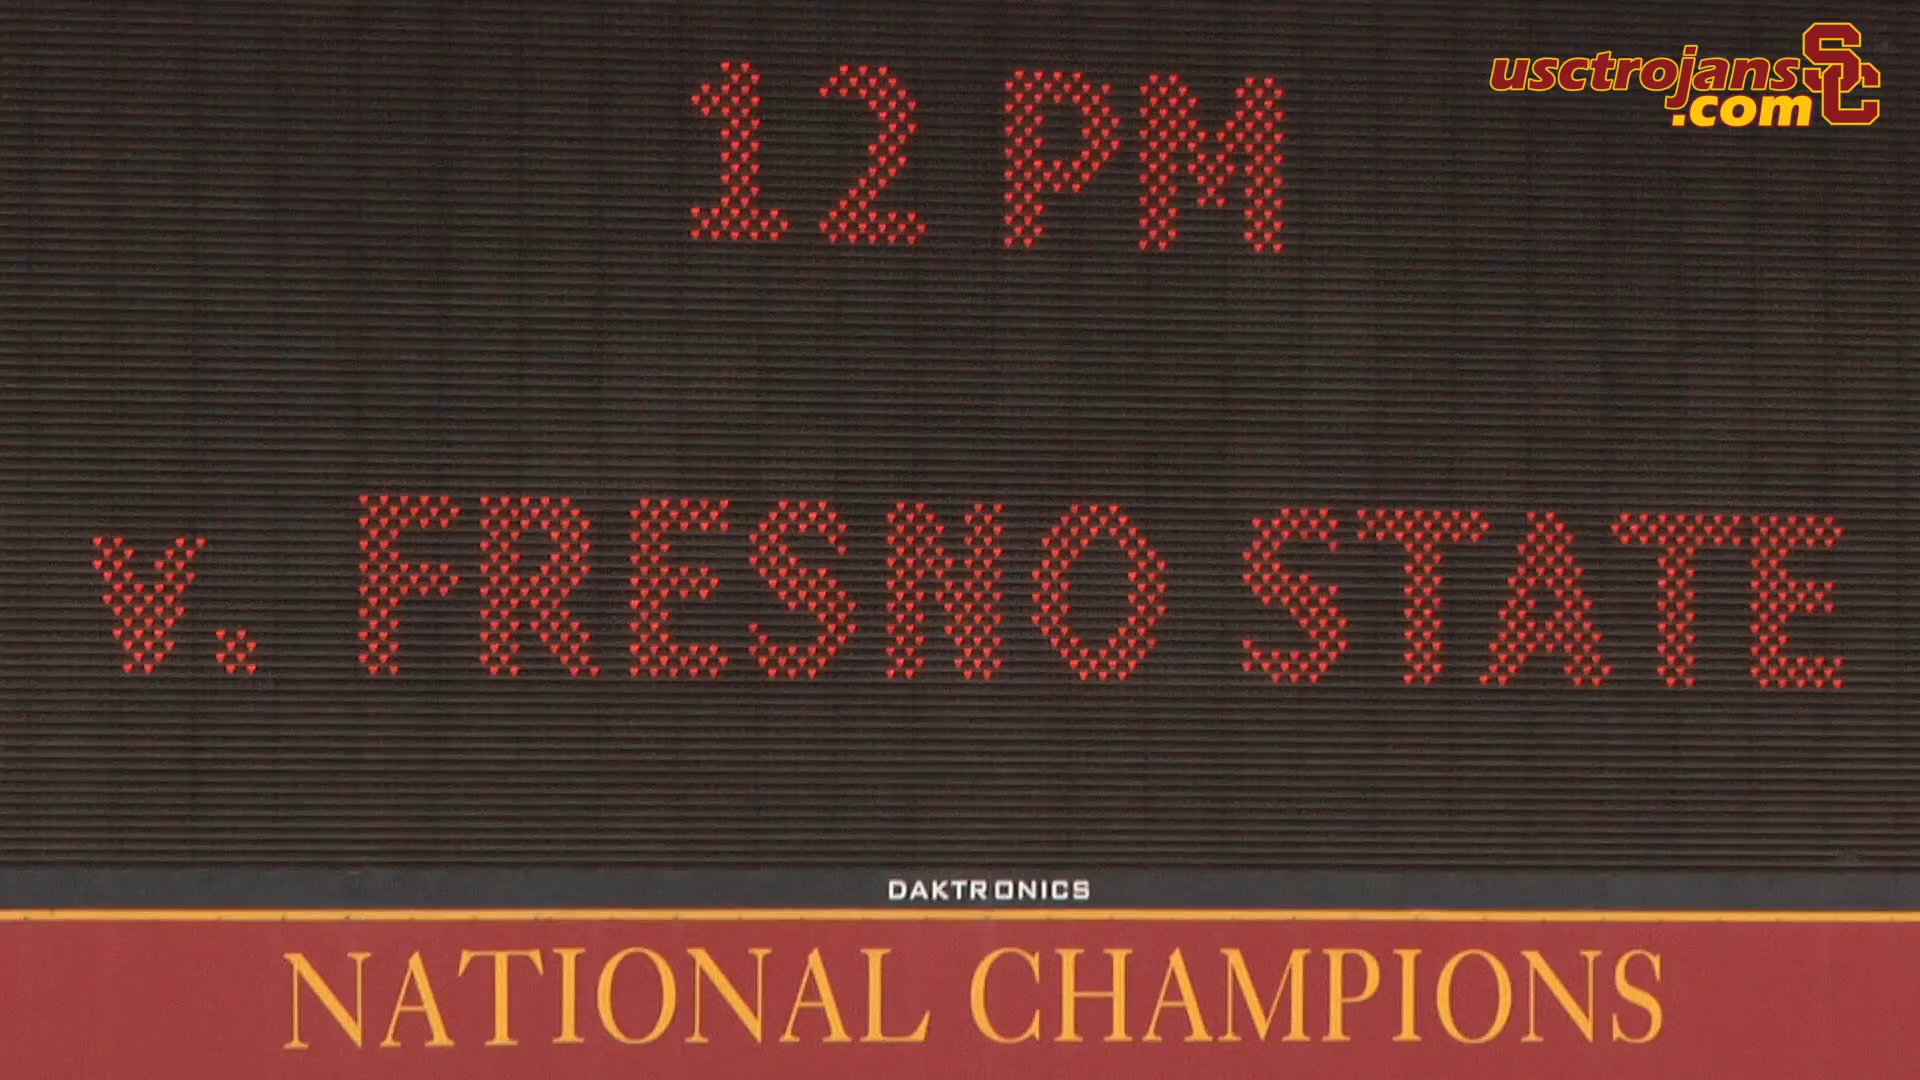 usctrojans
.com
SC
12 PM
v. FRESNO STATE
DAKTRONICS
NATIONAL CHAMPIONS